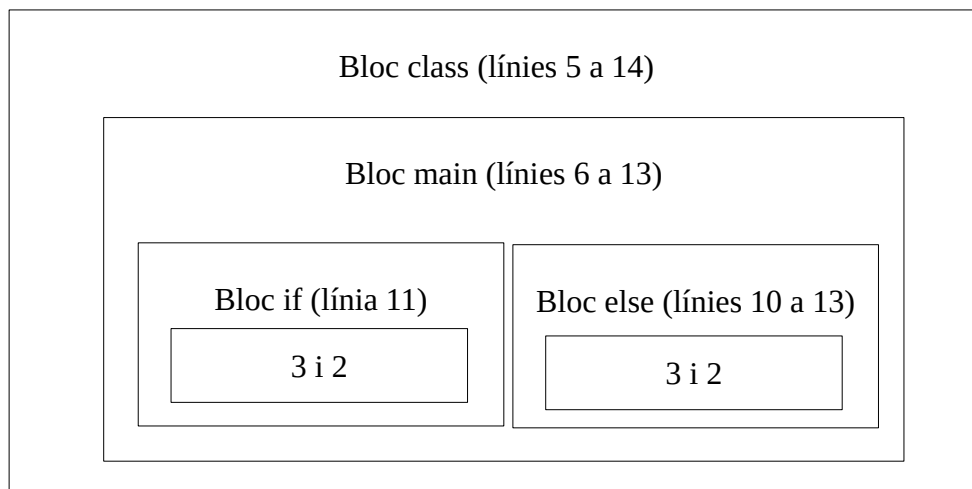 Bloc class (línies 5 a 14)
Bloc main (línies 6 a 13)
Bloc if (línia 11)
3 i 2
Bloc else (línies 10 a 13)
3 i 2